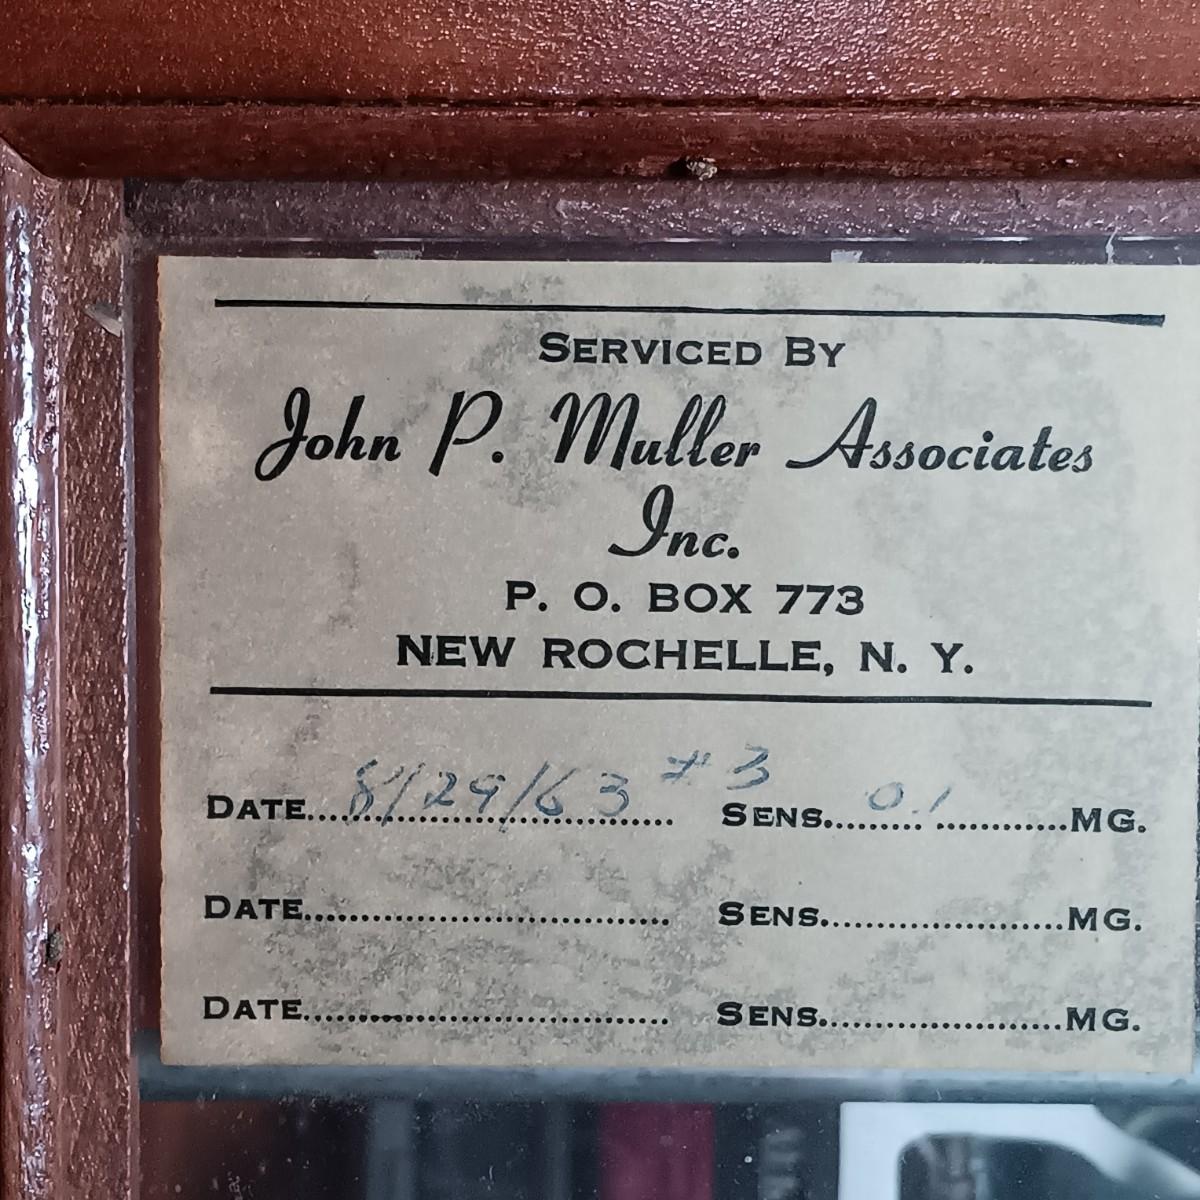 SERVICED BY
John P. Muller Associates
Inc.
P. O. BOX 773
NEW ROCHELLE, N. Y.
DATE....8/29/63 #3 SENS....0.1....MG.
DATE.... SENS....MG.
DATE.... SENS....MG.